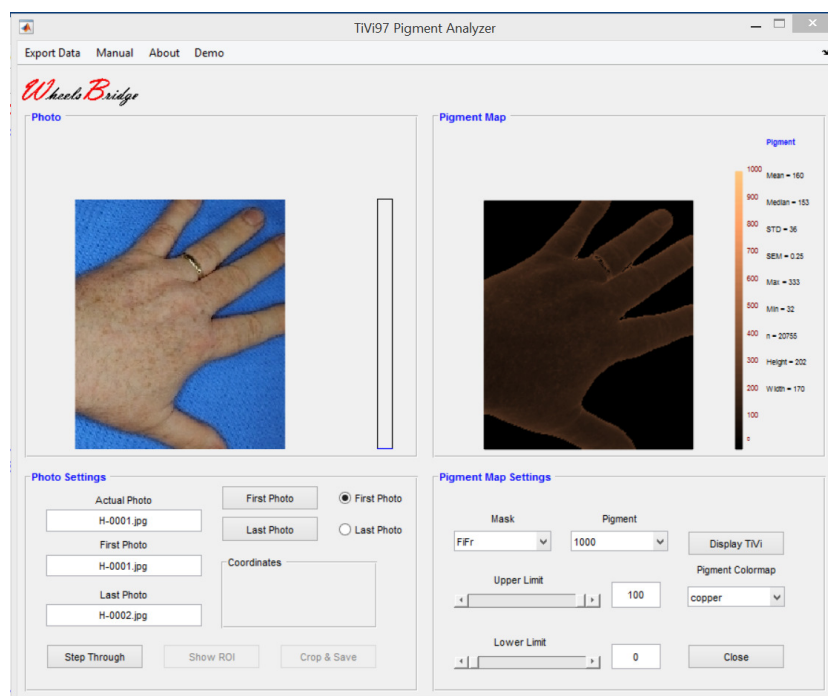 TiVi97 Pigment Analyzer
Export Data Manual About Demo
WheelsBridge
Photo
Pigment Map
Pigment
1000
Mean = 160
900
Median = 153
800
STD = 36
700
SEM = 0.25
600
Max = 333
500
Min = 32
400
n = 20755
300
Height = 202
200
Width = 170
100
0
Photo Settings
Actual Photo
H-0001.jpg
First Photo
H-0001.jpg
Last Photo
H-0002.jpg
First Photo
Last Photo
First Photo
Last Photo
Coordinates
Step Through
Show ROI
Crop & Save
Pigment Map Settings
Mask
FiFr
Pigment
1000
Display TiVi
Upper Limit
100
Pigment Colormap
copper
Lower Limit
0
Close